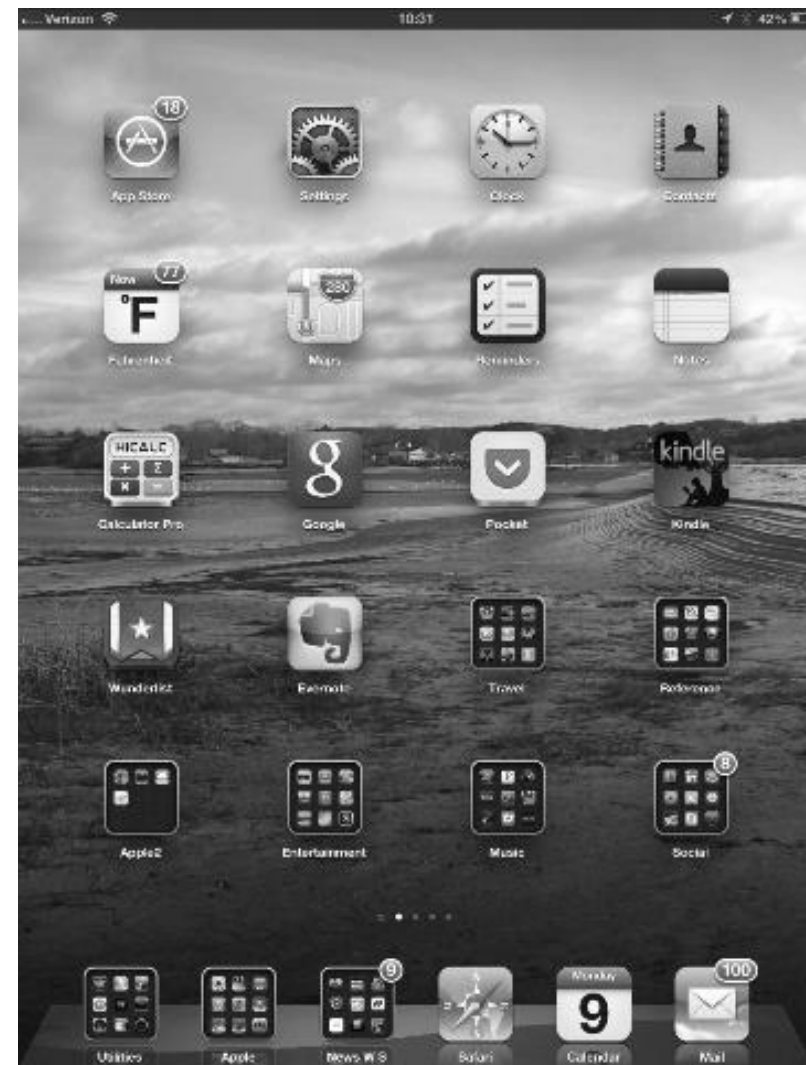 Verizon 10:31 42%
18
App Store Settings Clock Contacts
Now 77
°F 280
Fahrenheit Maps Reminders Notes
HICALC
+ Σ
× −
g kindle
Calculator Pro Google Pocket Kindle
Wunderlist Evernote Travel Reference
8
Apple2 Entertainment Music Social
9 100
Monday
9
Utilities Apple News W S Safari Calendar Mail